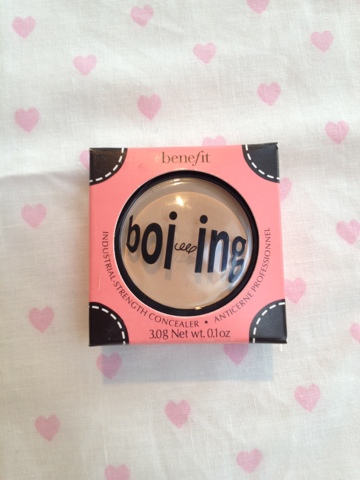 benefit
boi ing
INDUSTRIAL-STRENGTH CONCEALER • ANTICERNE PROFESSIONNEL
3.0g Net wt. 0.1oz